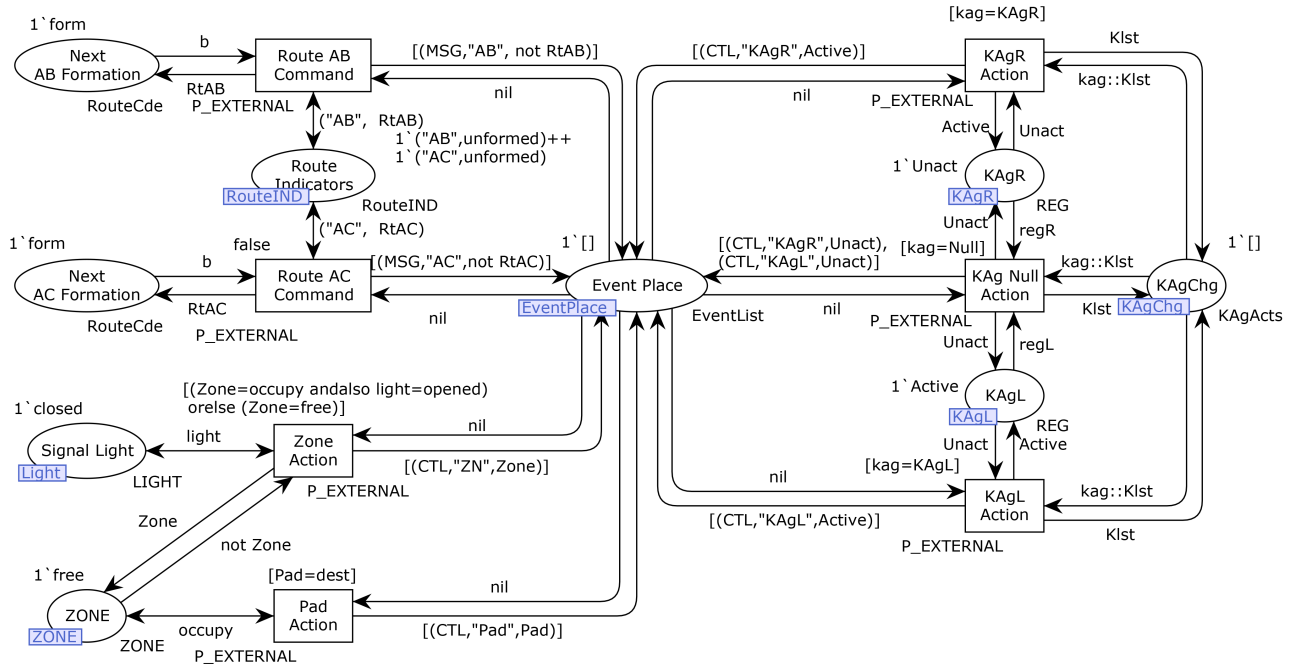 [kag=KAgR]
1`form
Next
AB Formation
b
RtAB
RouteCde
Route AB
Command
P_EXTERNAL
[(MSG,"AB", not RtAB)]
nil
[(CTL,"KAgR",Active)]
nil
KAgR
Action
P_EXTERNAL
Klst
kag::Klst
("AB", RtAB)
1`("AB",unformed)++
1`("AC",unformed)
Active
Unact
Route
Indicators
RouteIND
RouteIND
1`Unact
KAgR
KAgR
REG
("AC", RtAC)
Unact
regR
1`form
Next
AC Formation
b
RtAC
RouteCde
false
Route AC
Command
P_EXTERNAL
[(MSG,"AC",not RtAC)]
nil
1`[]
Event Place
EventPlace
EventList
[(CTL,"KAgR",Unact),
(CTL,"KAgL",Unact)]
nil
[kag=Null]
KAg Null
Action
P_EXTERNAL
kag::Klst
Klst
1`[]
KAgChg
KAgChg
KAgActs
Unact
regL
[(Zone=occupy andalso light=opened)
orelse (Zone=free)]
1`Active
KAgL
KAgL
REG
1`closed
Signal Light
Light
LIGHT
light
Zone
Action
P_EXTERNAL
nil
[(CTL,"ZN",Zone)]
Unact
Active
[kag=KAgL]
nil
[(CTL,"KAgL",Active)]
KAgL
Action
P_EXTERNAL
kag::Klst
Klst
Zone
not Zone
1`free
ZONE
ZONE
ZONE
occupy
[Pad=dest]
Pad
Action
P_EXTERNAL
nil
[(CTL,"Pad",Pad)]